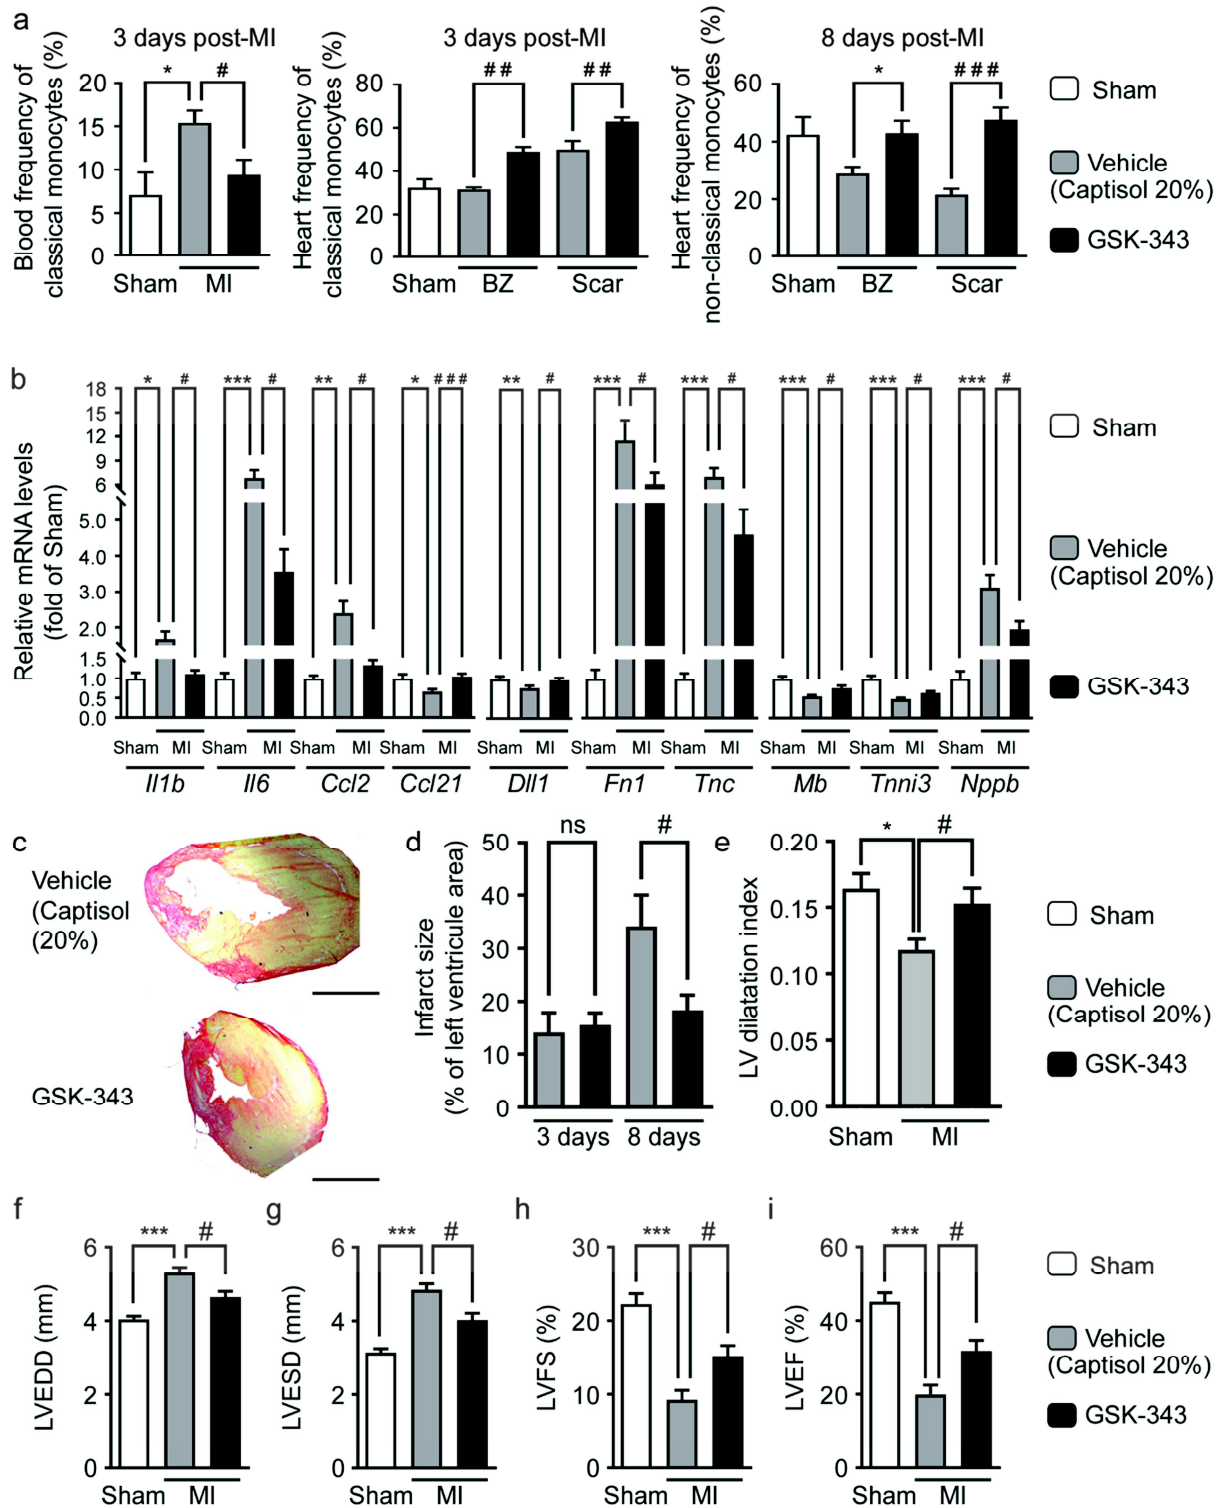 a
3 days post-MI
Blood frequency of
classical monocytes (%)
20
15
10
5
0
* #
Sham MI
3 days post-MI
Heart frequency of
classical monocytes (%)
80
60
40
20
0
## ##
Sham BZ Scar
8 days post-MI
Heart frequency of
non-classical monocytes (%)
60
40
20
0
* ###
Sham BZ Scar
Sham
Vehicle
(Captisol 20%)
GSK-343
b
Relative mRNA levels
(fold of Sham)
18
15
12
9
6
5.0
4.0
3.0
2.0
1.5
1.0
0.5
0.0
* # *** # ** # * ### ** # *** # *** # *** # *** # *** #
Sham MI Sham MI Sham MI Sham MI Sham MI Sham MI Sham MI Sham MI Sham MI Sham MI
Il1b Il6 Ccl2 Ccl21 Dll1 Fn1 Tnc Mb Tnni3 Nppb
Sham
Vehicle
(Captisol 20%)
GSK-343
c
Vehicle
(Captisol
(20%)
GSK-343
d
Infarct size
(% of left ventricule area)
50
40
30
20
10
0
ns #
3 days 8 days
e
LV dilatation index
0.20
0.15
0.10
0.05
0.00
* #
Sham MI
Sham
Vehicle
(Captisol 20%)
GSK-343
f
LVEDD (mm)
6
4
2
0
*** #
Sham MI
g
LVESD (mm)
6
4
2
0
*** #
Sham MI
h
LVFS (%)
30
20
10
0
*** #
Sham MI
i
LVEF (%)
60
40
20
0
*** #
Sham MI
Sham
Vehicle
(Captisol 20%)
GSK-343